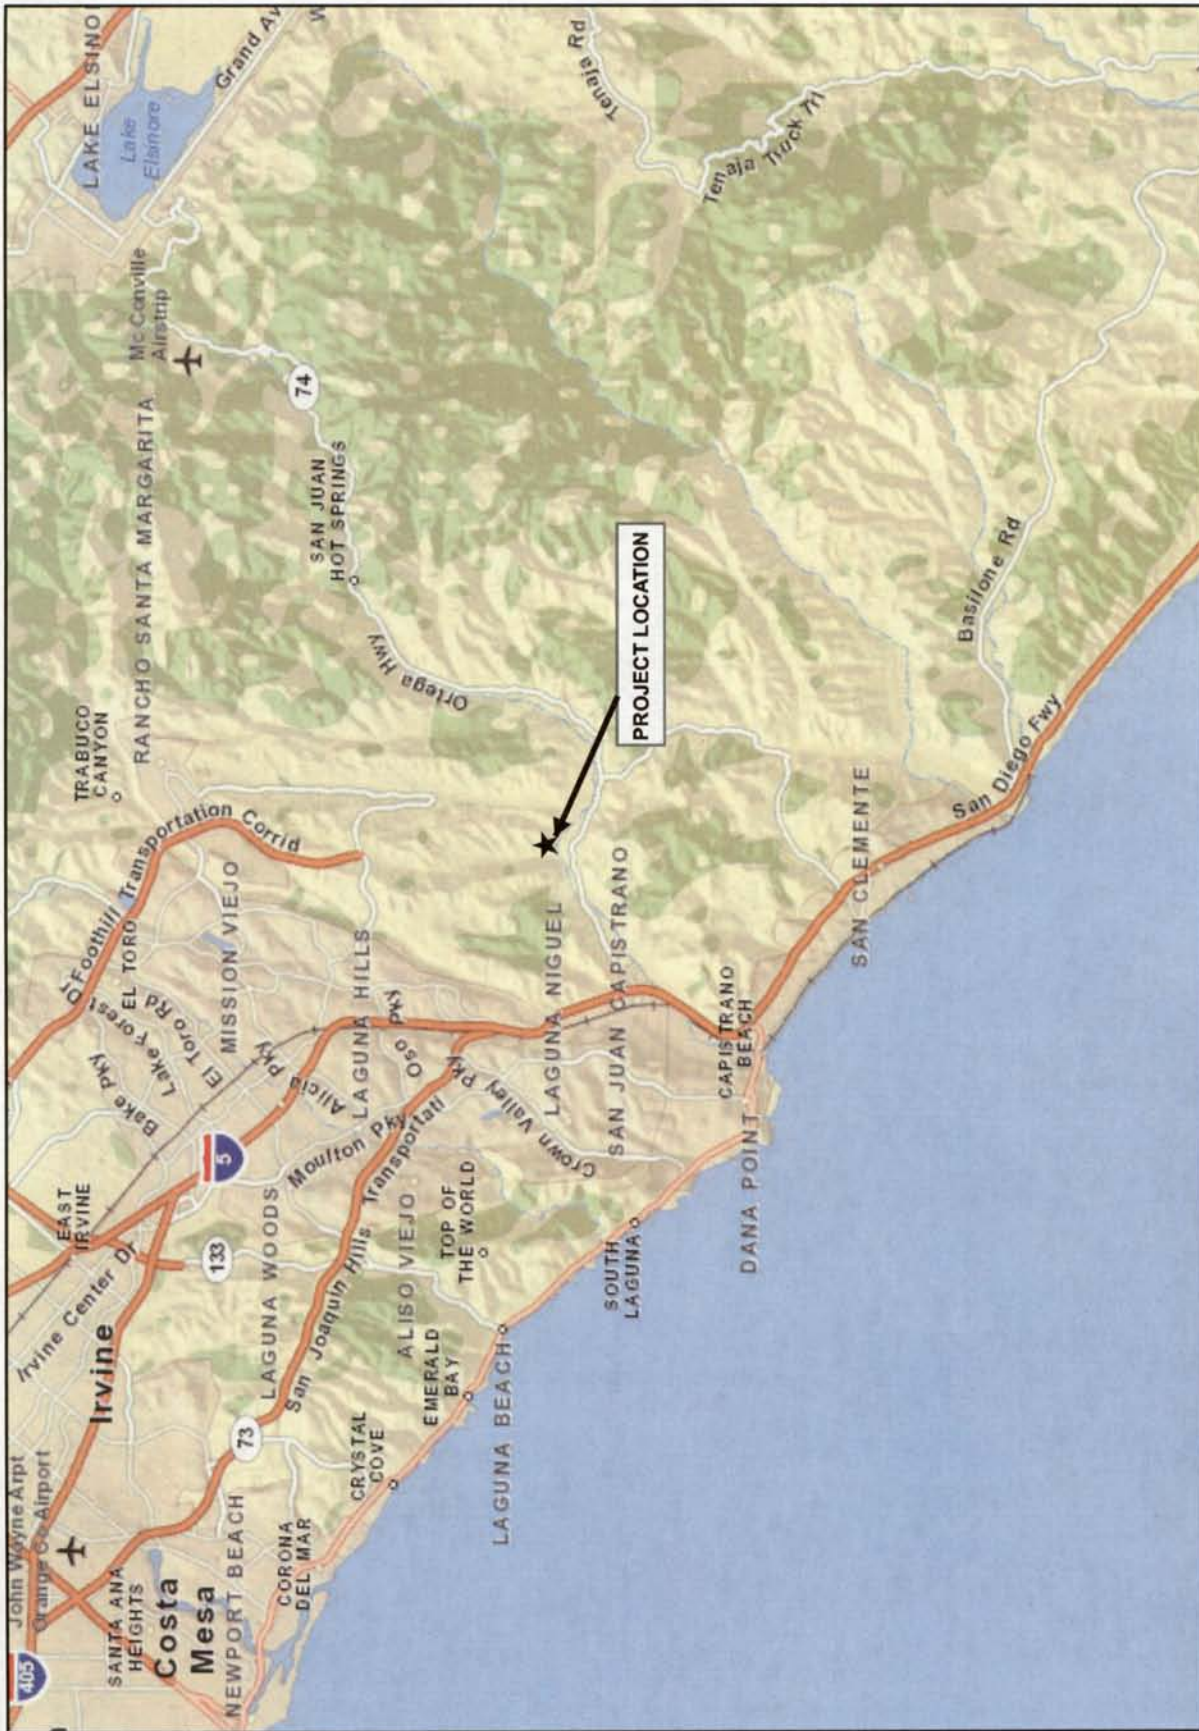 John Wayne Arpt
Orange Co Airport
405
SANTA ANA
HEIGHTS
Costa
Mesa
NEWPORT BEACH
CORONA
DEL MAR
73
CRYSTAL
COVE
EMERALD
BAY
LAGUNA BEACH
Irvine Center Dr
Irvine
EAST
IRVINE
133
LAGUNA WOODS
San Joaquin Hills Transportati
ALISO VIEJO
TOP OF
THE WORLD
SOUTH
LAGUNA
DANA POINT
5
Bake Pky
Lake Forest Dr
El Toro Rd
EL TORO
Foothill Transportation Corrid
MISSION VIEJO
Alicia Pky
Moulton Pky
LAGUNA HILLS
Oso Pky
Crown Valley Pky
LAGUNA NIGUEL
SAN JUAN CAPISTRANO
CAPISTRANO
BEACH
SAN CLEMENTE
San Diego Fwy
TRABUCO
CANYON
RANCHO SANTA MARGARITA
Ortega Hwy
PROJECT LOCATION
Basilone Rd
SAN JUAN
HOT SPRINGS
74
Mc Conville
Airstrip
LAKE ELSINO
Lake
Elsinore
Grand Av
W
Tenaja Rd
Tenaja Truck Trl